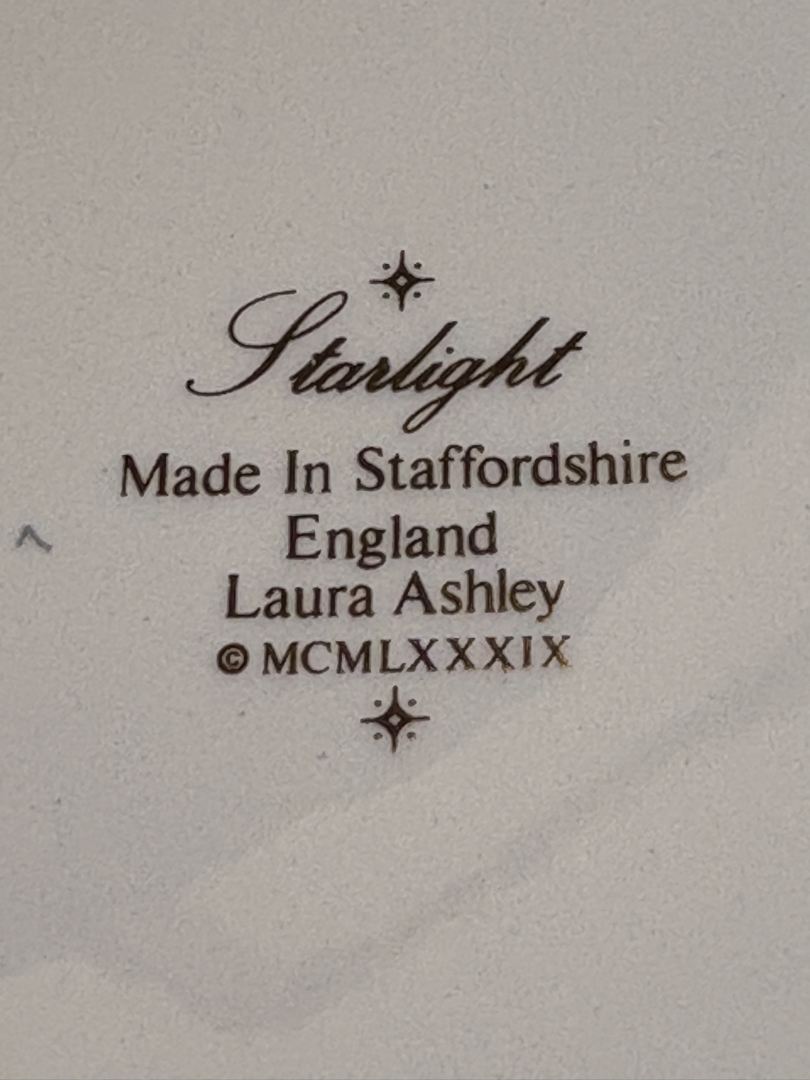 Starlight
Made In Staffordshire
England
Laura Ashley
© MCMLXXXIX